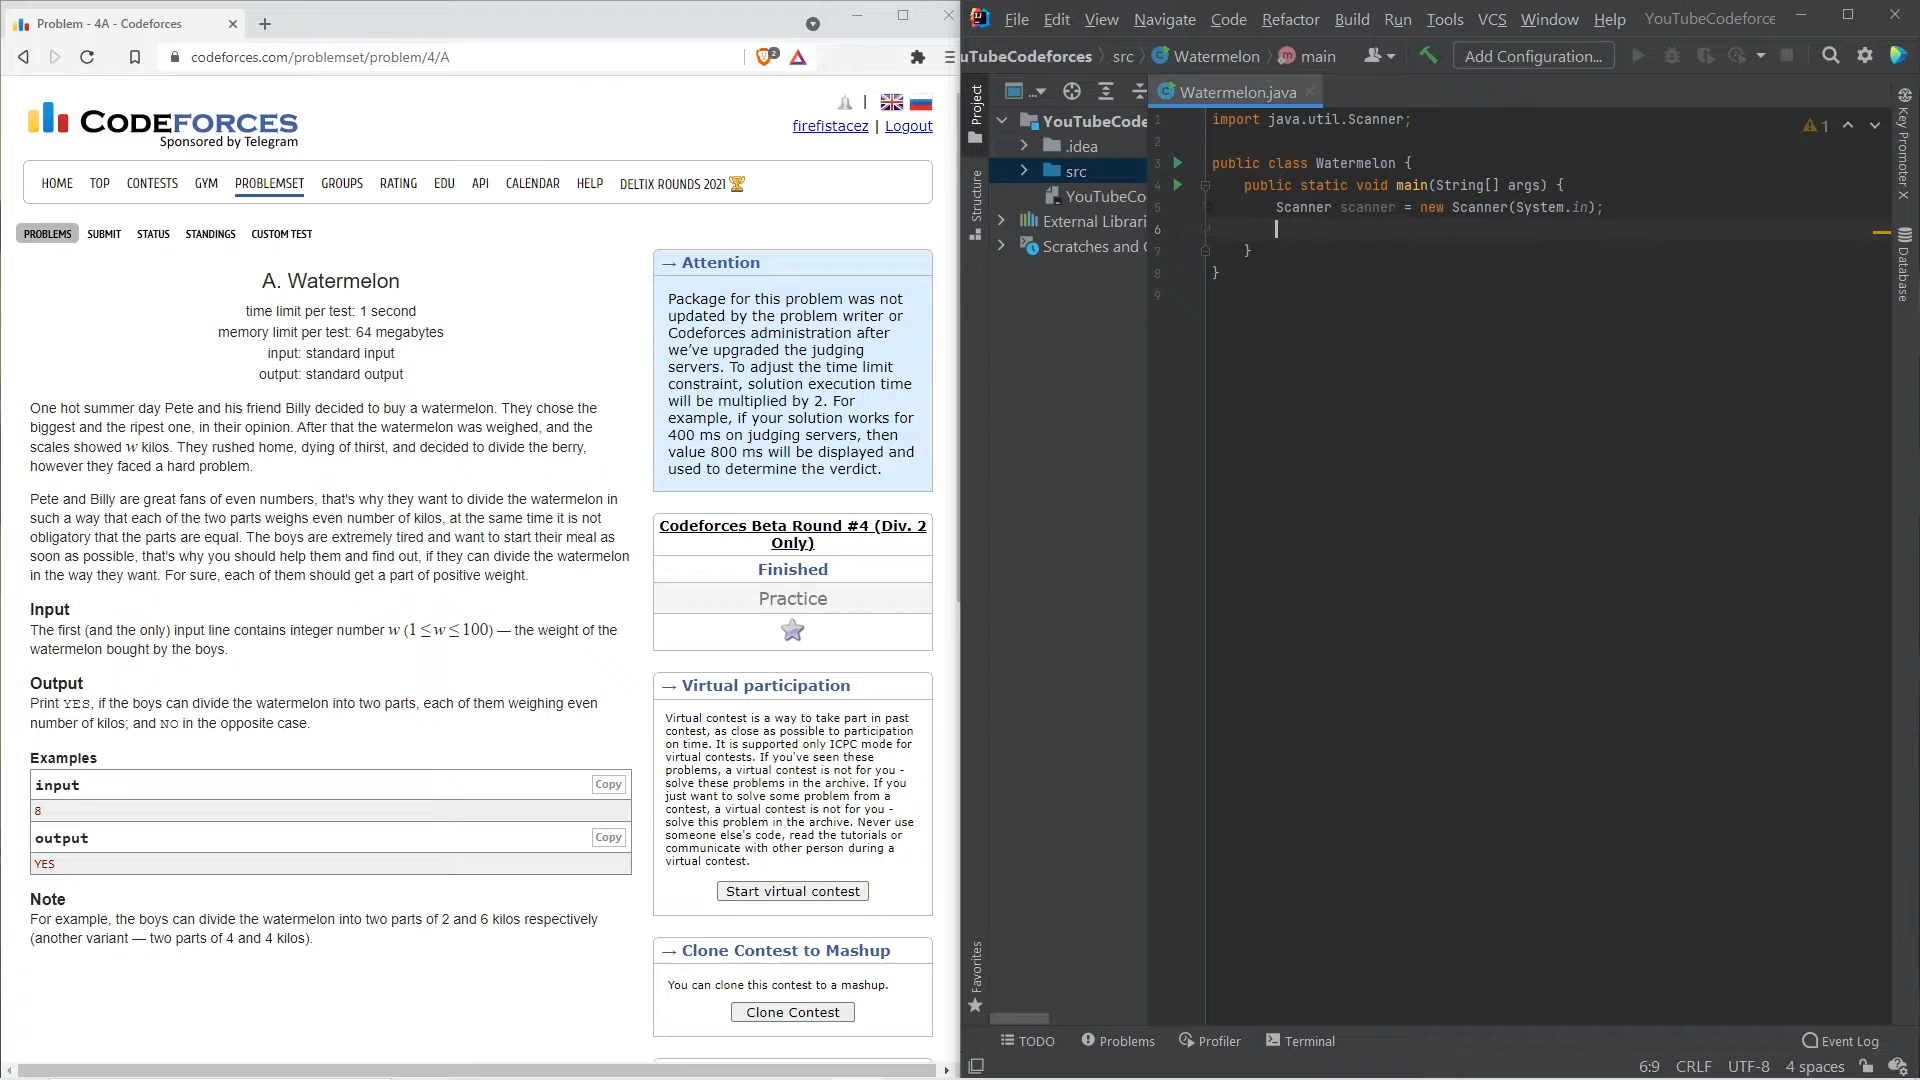 Problem - 4A - Codeforces
codeforces.com/problemset/problem/4/A
2
CODEFORCES
Sponsored by Telegram
firefistacez | Logout
HOME TOP CONTESTS GYM PROBLEMSET GROUPS RATING EDU API CALENDAR HELP DELTIX ROUNDS 2021
PROBLEMS SUBMIT STATUS STANDINGS CUSTOM TEST
A. Watermelon
time limit per test: 1 second
memory limit per test: 64 megabytes
input: standard input
output: standard output
One hot summer day Pete and his friend Billy decided to buy a watermelon. They chose the
biggest and the ripest one, in their opinion. After that the watermelon was weighed, and the
scales showed w kilos. They rushed home, dying of thirst, and decided to divide the berry,
however they faced a hard problem.
Pete and Billy are great fans of even numbers, that's why they want to divide the watermelon in
such a way that each of the two parts weighs even number of kilos, at the same time it is not
obligatory that the parts are equal. The boys are extremely tired and want to start their meal as
soon as possible, that's why you should help them and find out, if they can divide the watermelon
in the way they want. For sure, each of them should get a part of positive weight.
Input
The first (and the only) input line contains integer number w (1 ≤ w ≤ 100) — the weight of the
watermelon bought by the boys.
Output
Print YES, if the boys can divide the watermelon into two parts, each of them weighing even
number of kilos; and NO in the opposite case.
Examples
input Copy
8
output Copy
YES
Note
For example, the boys can divide the watermelon into two parts of 2 and 6 kilos respectively
(another variant — two parts of 4 and 4 kilos).
→ Attention
Package for this problem was not
updated by the problem writer or
Codeforces administration after
we've upgraded the judging
servers. To adjust the time limit
constraint, solution execution time
will be multiplied by 2. For
example, if your solution works for
400 ms on judging servers, then
value 800 ms will be displayed and
used to determine the verdict.
Codeforces Beta Round #4 (Div. 2
Only)
Finished
Practice
→ Virtual participation
Virtual contest is a way to take part in past
contest, as close as possible to participation
on time. It is supported only ICPC mode for
virtual contests. If you've seen these
problems, a virtual contest is not for you -
solve these problems in the archive. If you
just want to solve some problem from a
contest, a virtual contest is not for you -
solve this problem in the archive. Never use
someone else's code, read the tutorials or
communicate with other person during a
virtual contest.
Start virtual contest
→ Clone Contest to Mashup
You can clone this contest to a mashup.
Clone Contest
File Edit View Navigate Code Refactor Build Run Tools VCS Window Help YouTubeCodeforce
uTubeCodeforces src Watermelon main Add Configuration...
Project
Structure
Favorites
...
YouTubeCode
.idea
src
YouTubeCo
External Librari
Scratches and C
Watermelon.java
1 import java.util.Scanner;
2
3 public class Watermelon {
4 public static void main(String[] args) {
5 Scanner scanner = new Scanner(System.in);
6
7 }
8 }
9
1
Key Promoter X
Database
TODO Problems Profiler Terminal Event Log
6:9 CRLF UTF-8 4 spaces